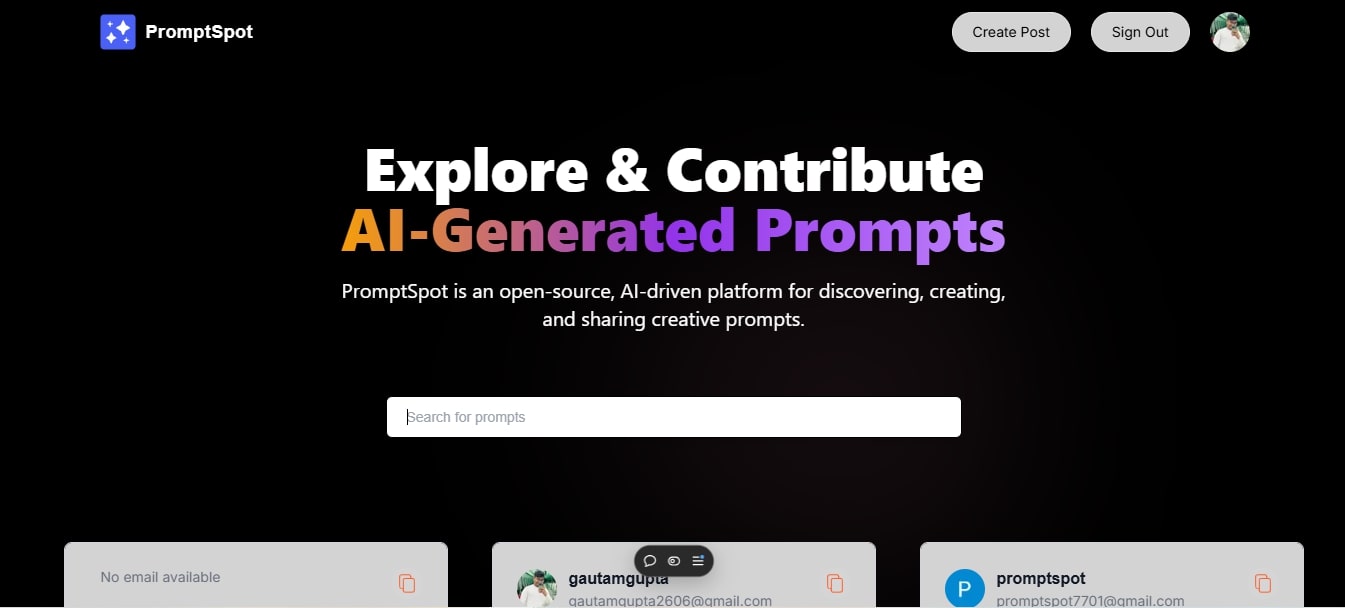 PromptSpot
Create Post
Sign Out
Explore & Contribute
AI-Generated Prompts
PromptSpot is an open-source, AI-driven platform for discovering, creating,
and sharing creative prompts.
Search for prompts
No email available
gautamgupta
gautamgupta2606@gmail.com
P
promptspot
promptspot7701@gmail.com